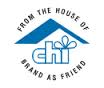 FROM THE HOUSE OF
chi
BRAND AS FRIEND